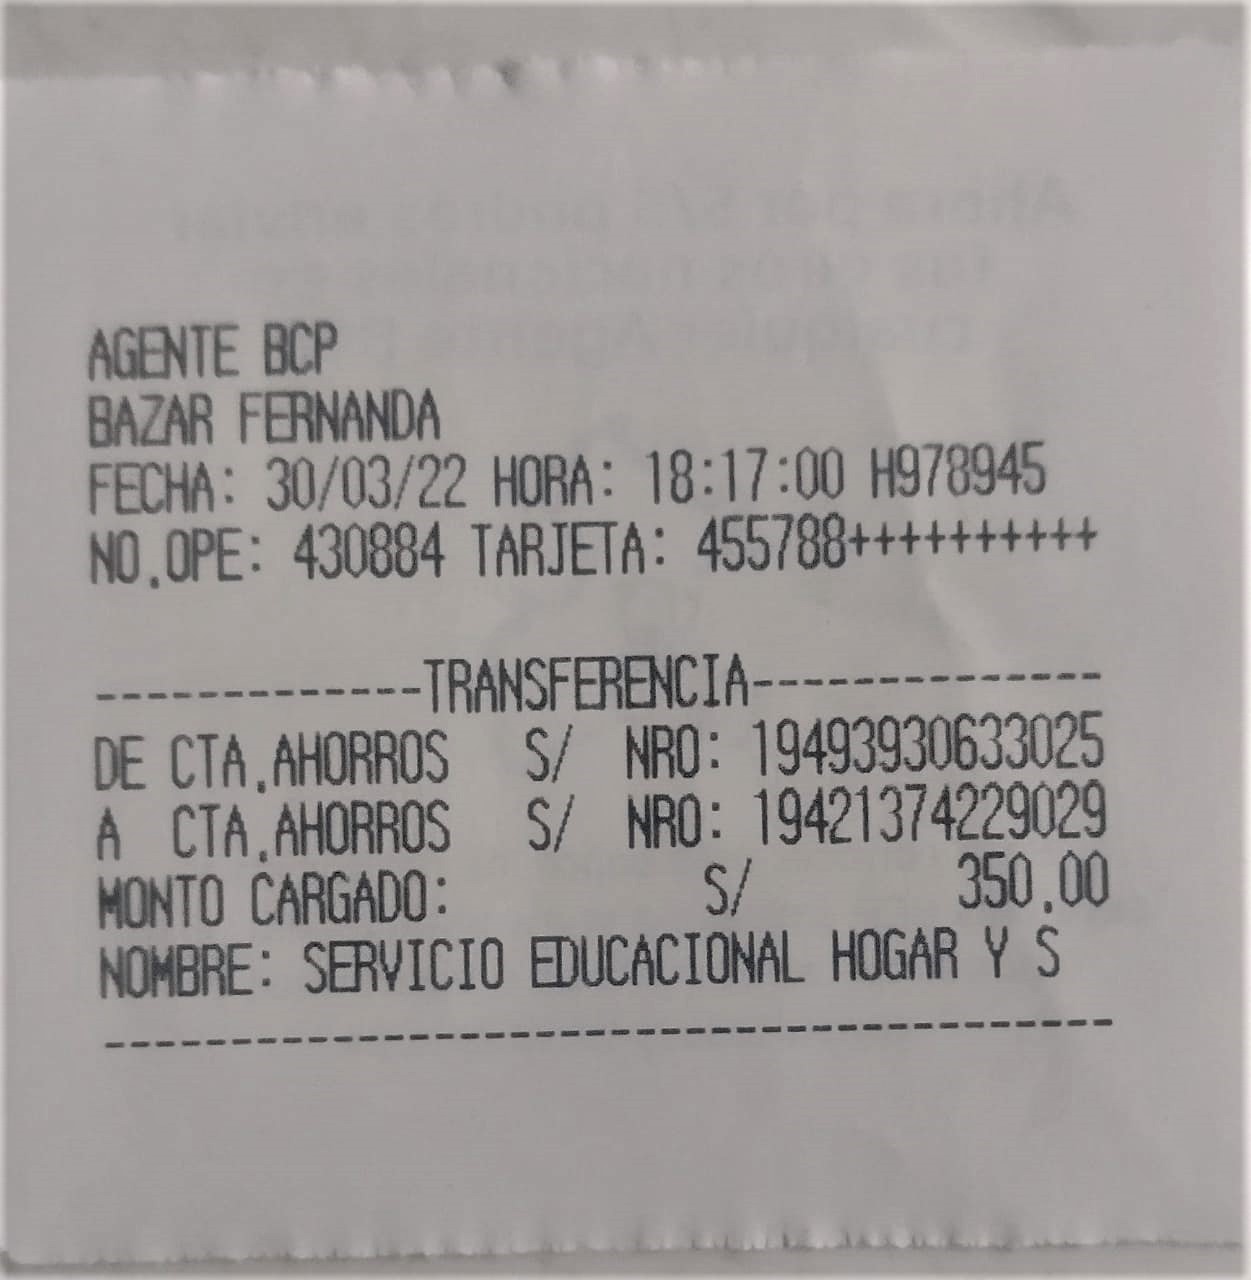 AGENTE BCP
BAZAR FERNANDA
FECHA: 30/03/22 HORA: 18:17:00 H978945
NO.OPE: 430884 TARJETA: 455788++++++++++
-------------TRANSFERENCIA--------------
DE CTA.AHORROS S/ NRO: 19493930633025
A CTA.AHORROS S/ NRO: 19421374229029
MONTO CARGADO: S/ 350.00
NOMBRE: SERVICIO EDUCACIONAL HOGAR Y S
----------------------------------------